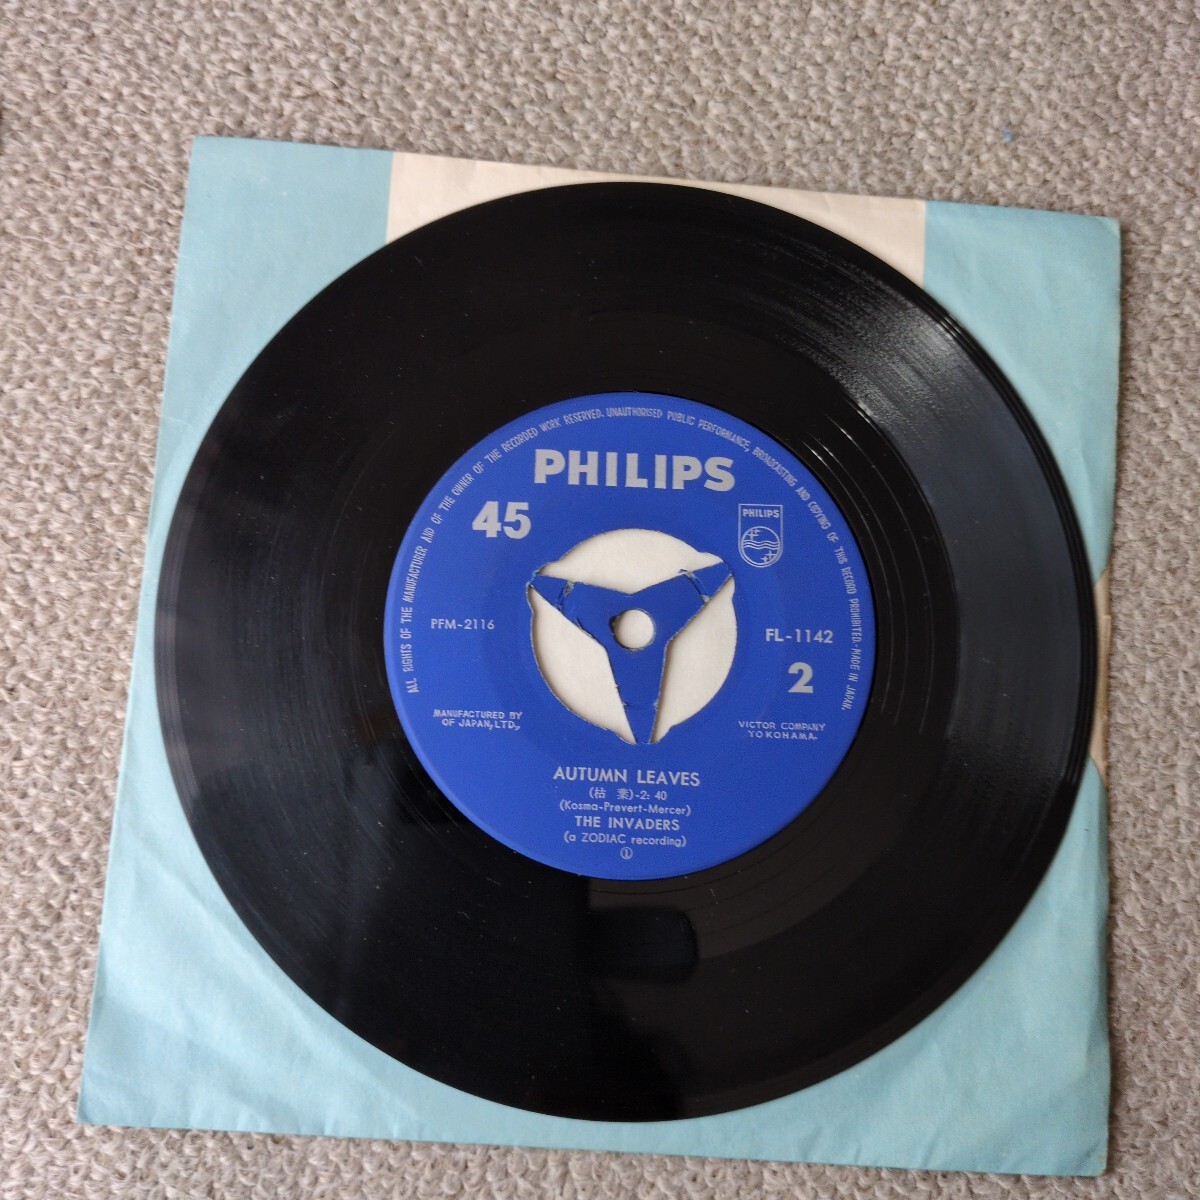 ALL RIGHTS OF THE MANUFACTURER AID OF THE OWNER OF THE RECORDED WORK RESERVED. UNAUTHORISED PUBLIC PERFORMANCE, BROADCASTING AND COPYING OF THIS RECORD PROHIBITED.-MADE IN JAPAN.
PHILIPS
45
PHILIPS
PFM-2116
FL-1142
2
MANUFACTURED BY
OF JAPAN, LTD.,
VICTOR COMPANY
YOKOHAMA.
AUTUMN LEAVES
(枯 葉)-2:40
(Kosma-Prevert-Mercer)
THE INVADERS
(a ZODIAC recording)
①